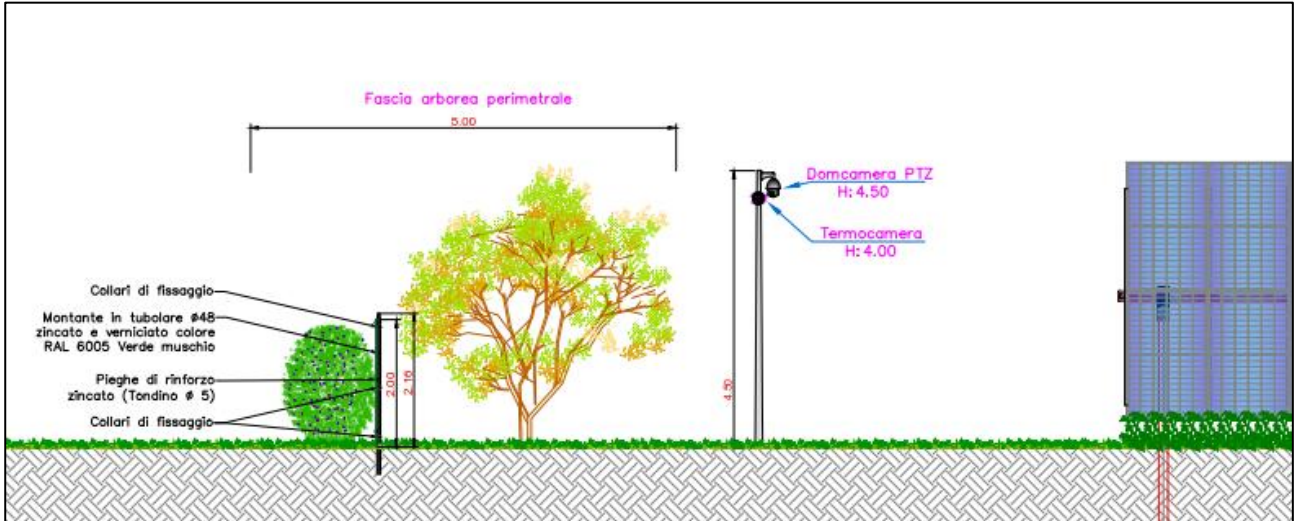 Fascia arborea perimetrale
5.00
Domcamera PTZ
H: 4.50
Termocamera
H: 4.00
Collari di fissaggio
Montante in tubolare ø48
zincato e verniciato colore
RAL 6005 Verde muschio
Pieghe di rinforzo
zincato (Tondino ø 5)
Collari di fissaggio
2.00
2.16
4.50